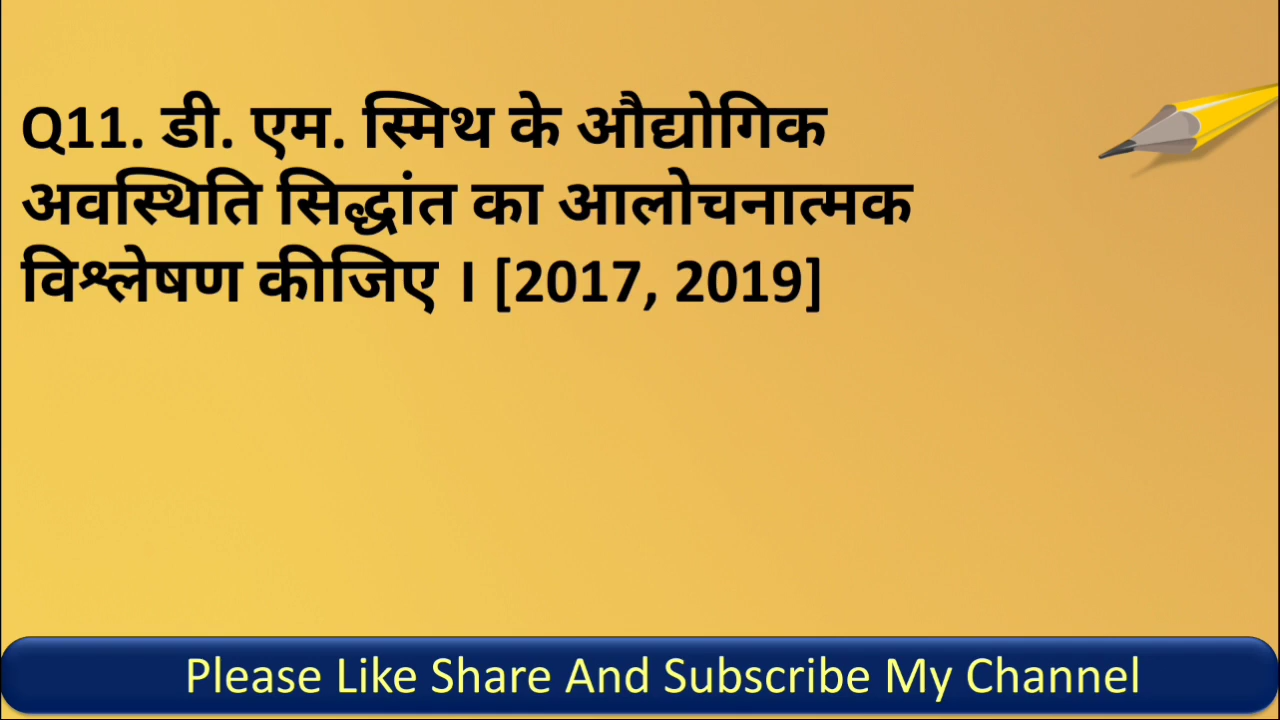 Q11. डी. एम. स्मिथ के औद्योगिक
अवस्थिति सिद्धांत का आलोचनात्मक
विश्लेषण कीजिए । [2017, 2019]
Please Like Share And Subscribe My Channel